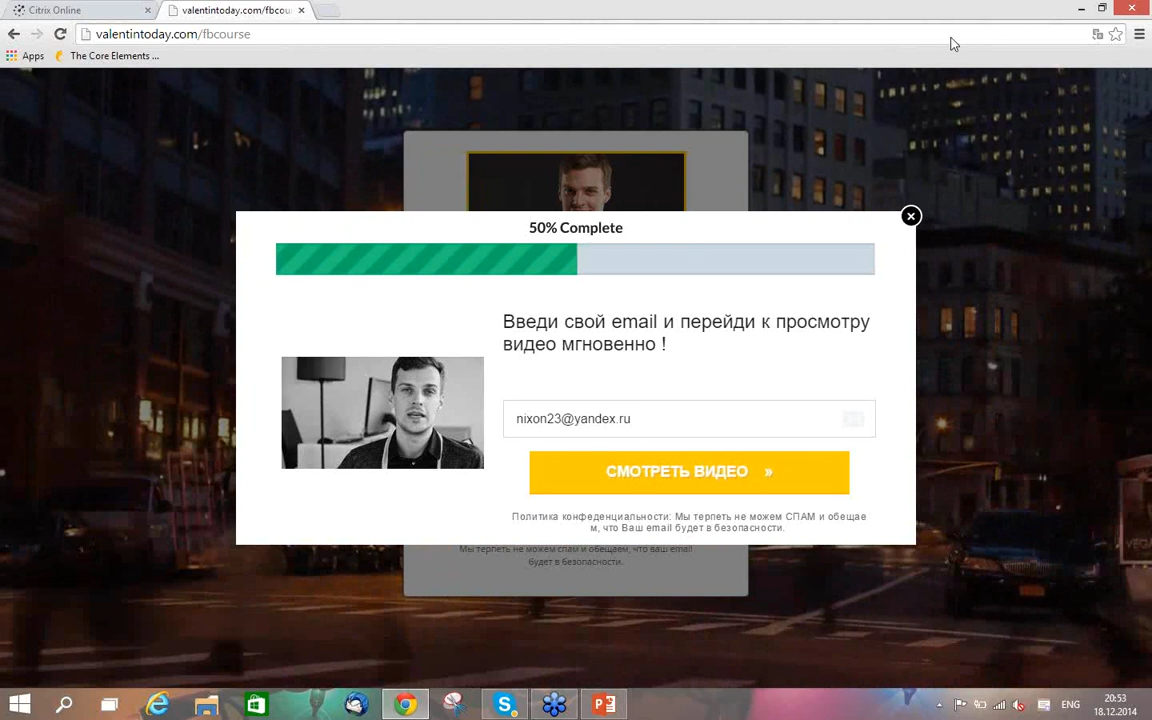 Citrix Online
valentintoday.com/fbcou
valentintoday.com/fbcourse
Apps
The Core Elements ...
50% Complete
Введи свой email и перейди к просмотру
видео мгновенно !
nixon23@yandex.ru
СМОТРЕТЬ ВИДЕО »
Политика конфеденциальности: Мы терпеть не можем СПАМ и обещае
м, что Ваш email будет в безопасности.
Мы терпеть не можем спам и обещаем, что ваш email
будет в безопасности.
ENG
20:53
18.12.2014